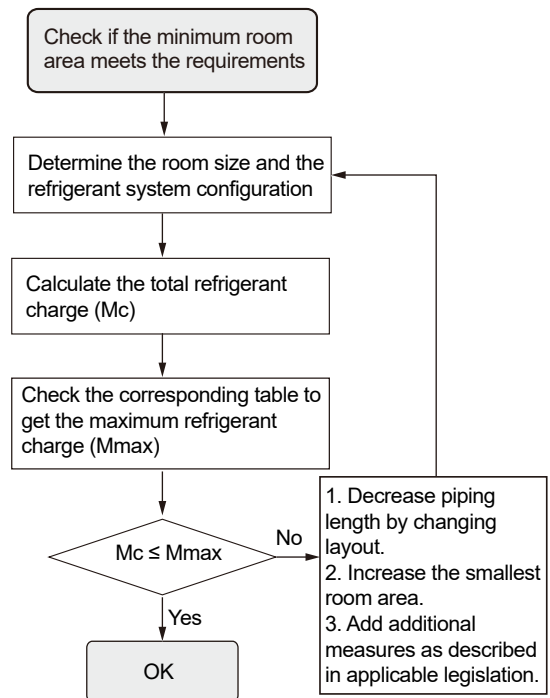 Check if the minimum room
area meets the requirements
Determine the room size and the
refrigerant system configuration
Calculate the total refrigerant
charge (Mc)
Check the corresponding table to
get the maximum refrigerant
charge (Mmax)
Mc ≤ Mmax
No
1. Decrease piping
length by changing
layout.
2. Increase the smallest
room area.
3. Add additional
measures as described
in applicable legislation.
Yes
OK